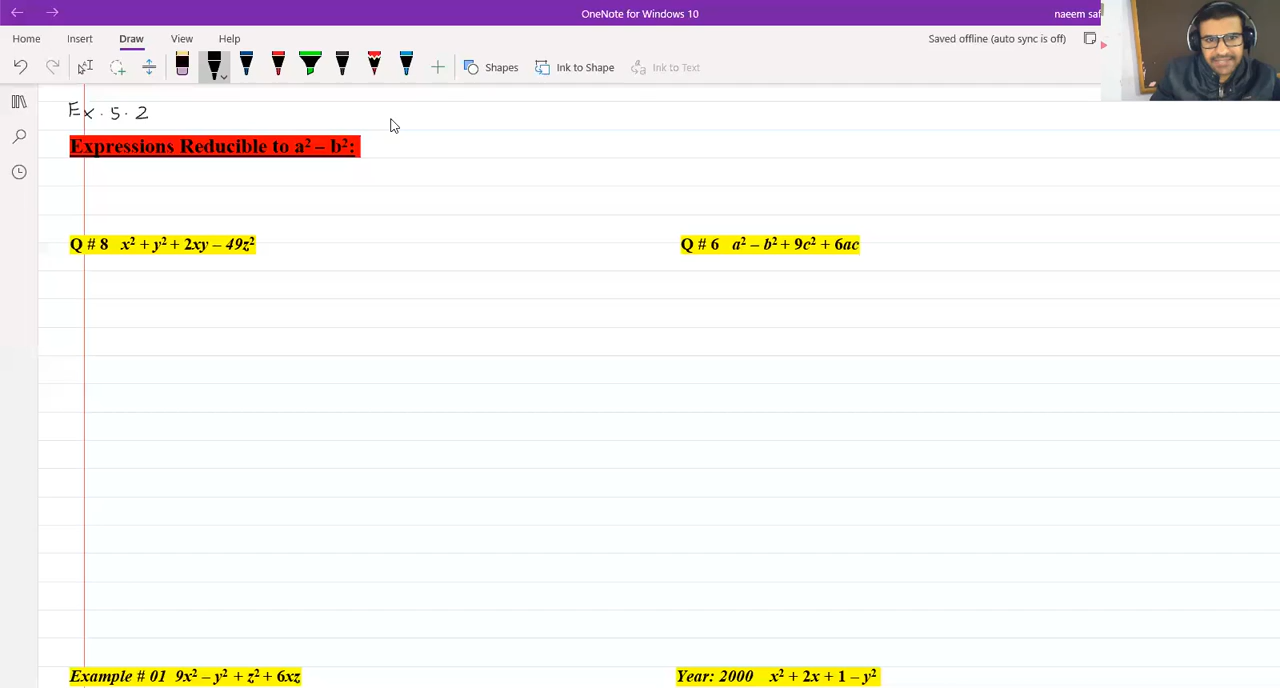 OneNote for Windows 10
naeem saf
Home Insert Draw View Help
Saved offline (auto sync is off)
Shapes Ink to Shape Ink to Text
Ex. 5. 2
Expressions Reducible to a² – b²:
Q # 8 x² + y² + 2xy – 49z²
Q # 6 a² – b² + 9c² + 6ac
Example # 01 9x² – y² + z² + 6xz
Year: 2000 x² + 2x + 1 – y²